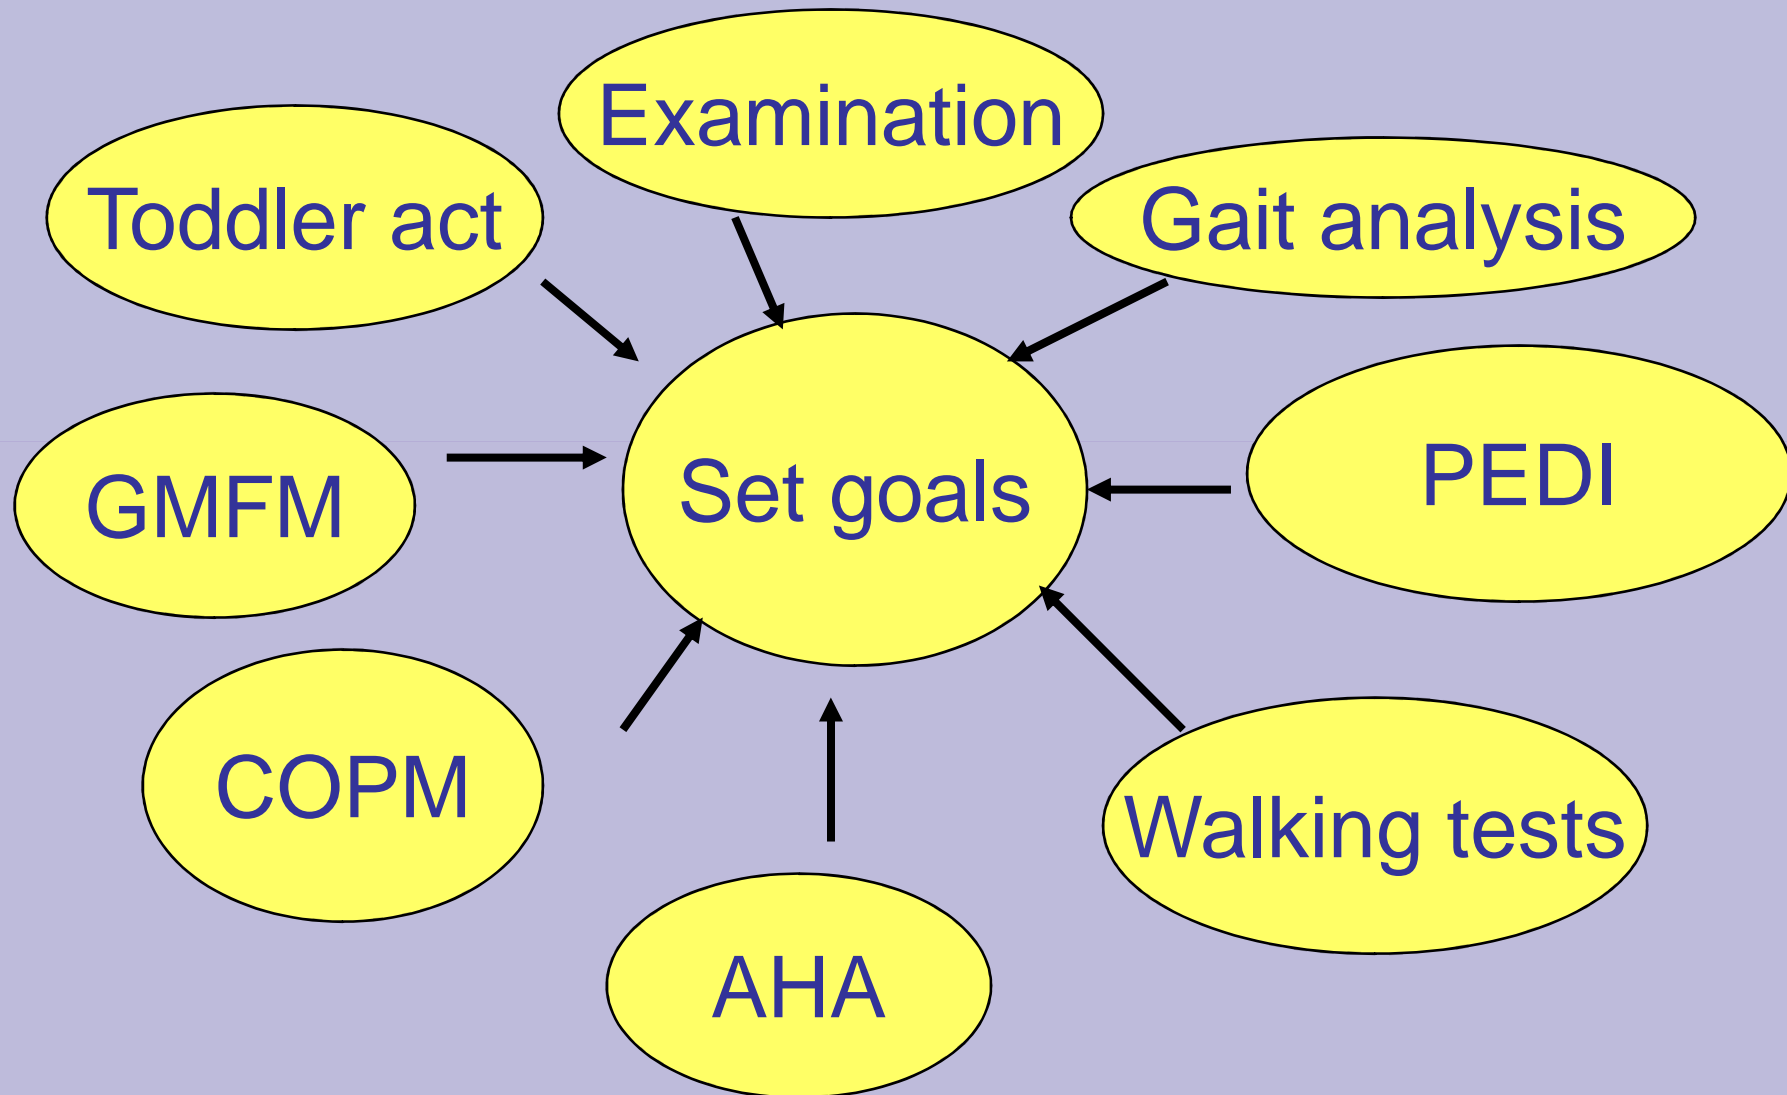 Examination
Toddler act
Gait analysis
GMFM
Set goals
PEDI
COPM
Walking tests
AHA